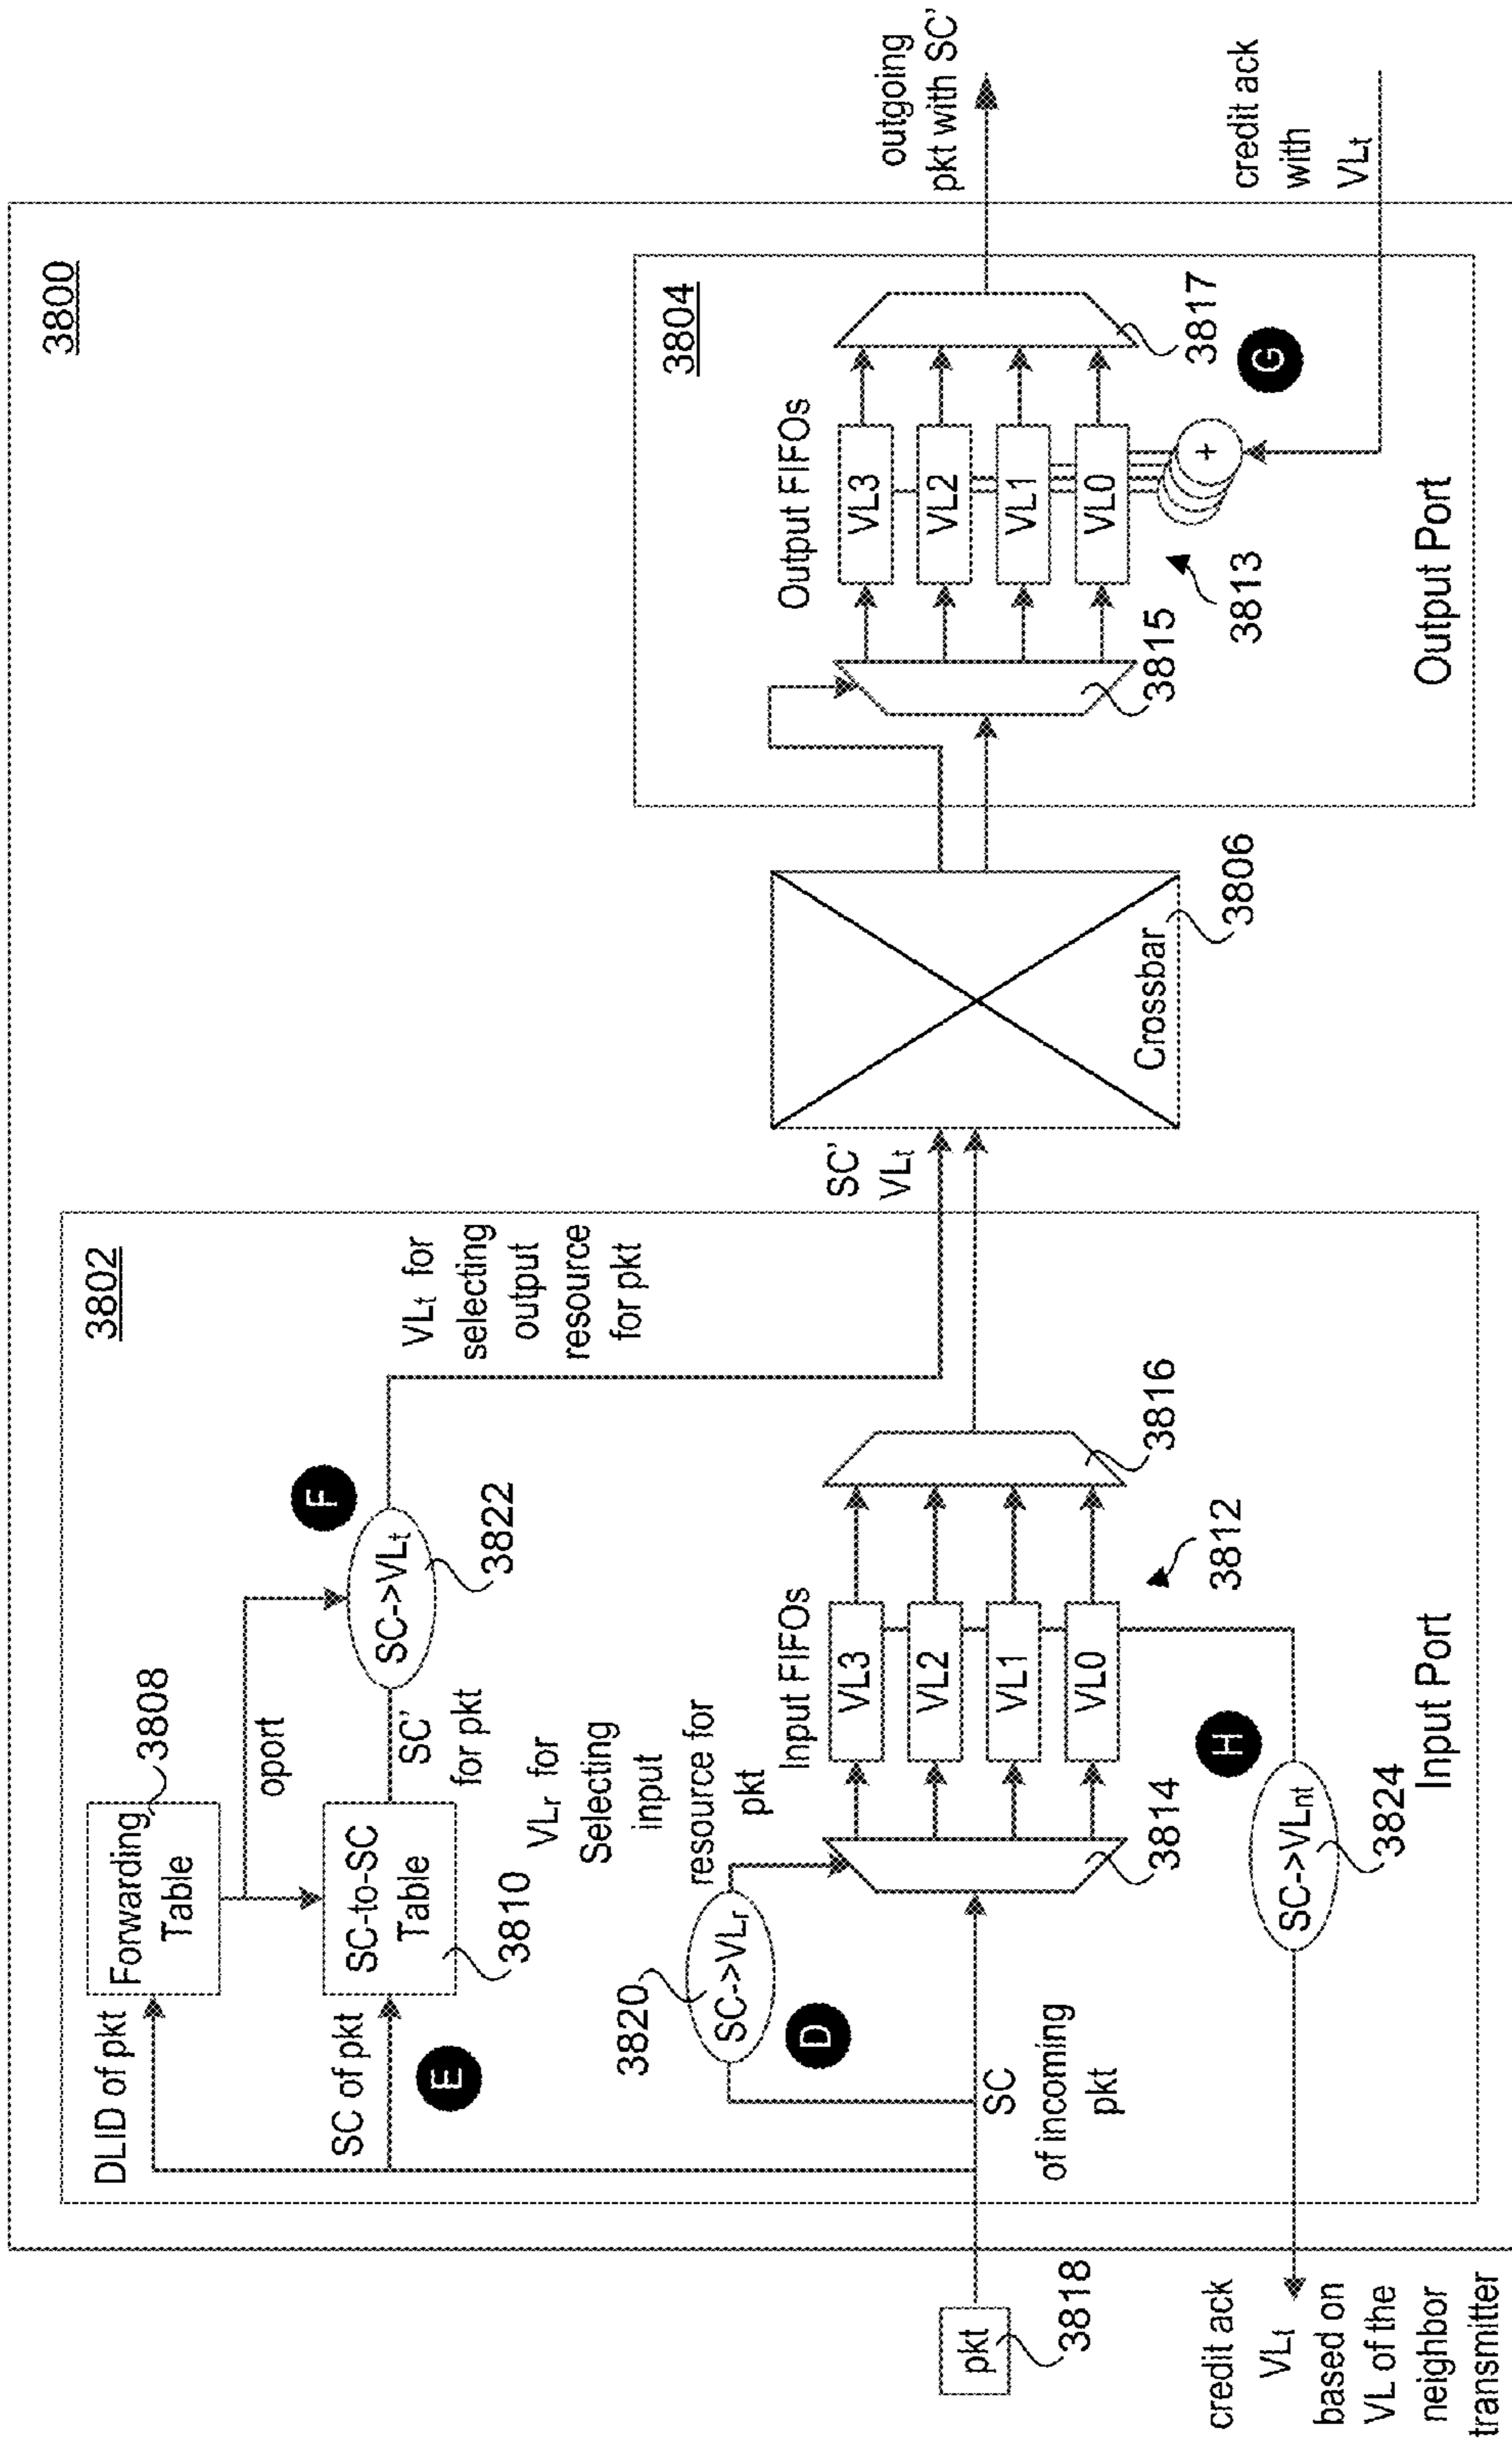 3800
3802
DLID of pkt
Forwarding
Table
3808
oport
SC of pkt
E
SC-to-SC
Table
3810
SC'
for pkt
SC->VLt
3822
F
VLt for
selecting
output
resource
for pkt
3820
SC->VLr
D
VLr for
Selecting
input
resource for
pkt
SC
of incoming
pkt
pkt
3818
3814
Input FIFOs
VL3
VL2
VL1
VL0
3812
3816
H
SC->VLnt
3824
Input Port
credit ack
VLt
based on
VL of the
neighbor
transmitter
SC'
VLt
Crossbar
3806
3804
Output FIFOs
VL3
VL2
VL1
VL0
3815
3813
+
G
3817
Output Port
outgoing
pkt with SC'
credit ack
with
VLt